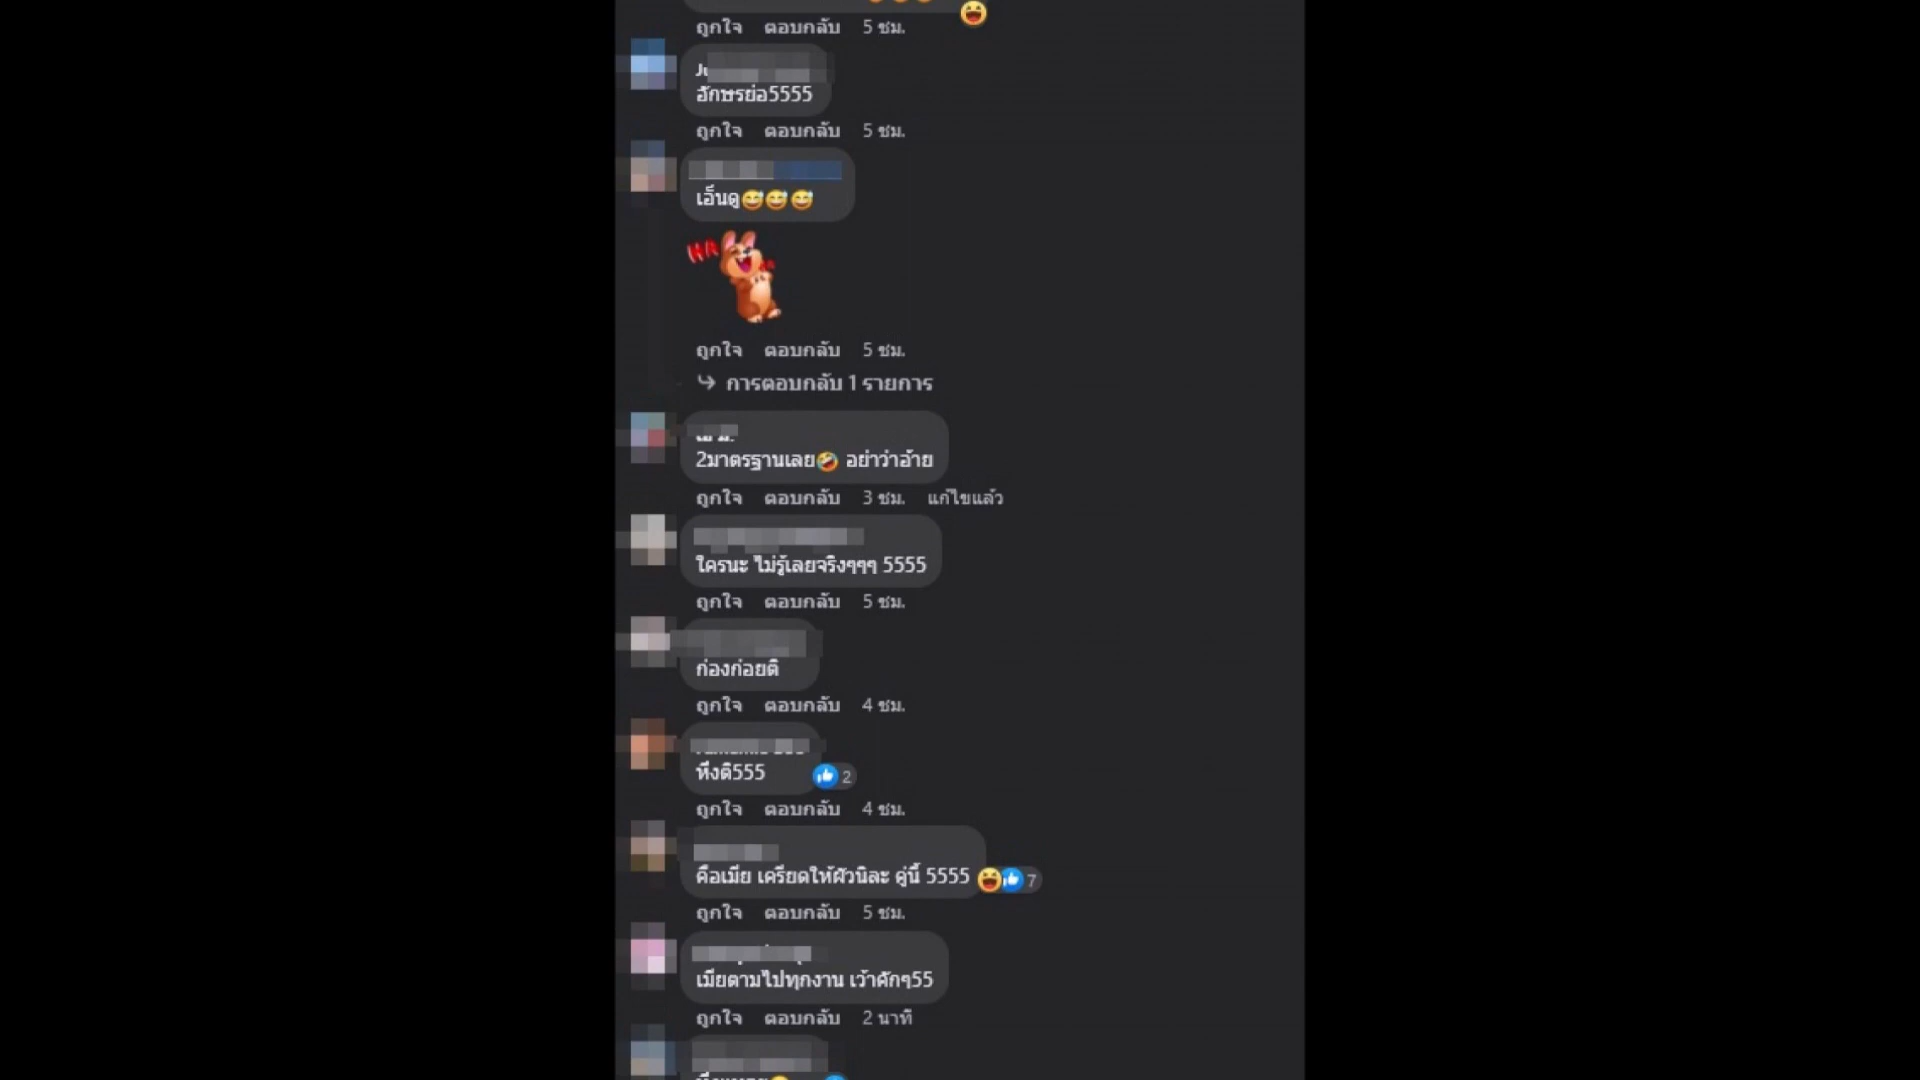 ถูกใจ ตอบกลับ 5 ชม.
อักษรย่อ5555
ถูกใจ ตอบกลับ 5 ชม.
เอ็นดู😅😅😅
HA
ถูกใจ ตอบกลับ 5 ชม.
การตอบกลับ 1 รายการ
2มาตรฐานเลย🤣 อย่าว่าอ้าย
ถูกใจ ตอบกลับ 3 ชม. แก้ไขแล้ว
ใครนะ ไม่รู้เลยจริงๆๆๆ 5555
ถูกใจ ตอบกลับ 5 ชม.
ก่องก่อยติ
ถูกใจ ตอบกลับ 4 ชม.
หึงติ555
2
ถูกใจ ตอบกลับ 4 ชม.
คือเมีย เครียดให้ผัวนิละ คู่นี้ 5555
7
ถูกใจ ตอบกลับ 5 ชม.
เมียตามไปทุกงาน เว้าคักๆ55
ถูกใจ ตอบกลับ 2 นาที